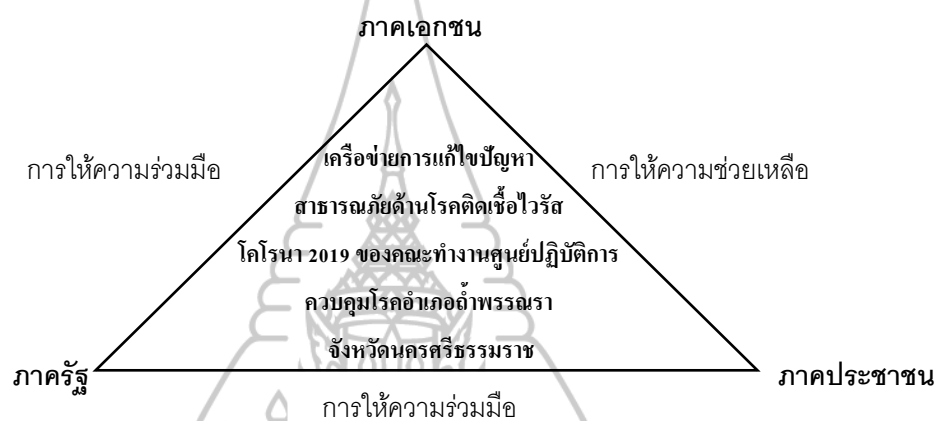 ภาคเอกชน
การให้ความร่วมมือ
การให้ความช่วยเหลือ
เครือข่ายการแก้ไขปัญหา
สาธารณภัยด้านโรคติดเชื้อไวรัส
โคโรนา 2019 ของคณะทำงานศูนย์ปฏิบัติการ
ควบคุมโรคอำเภอถ้ำพรรณรา
จังหวัดนครศรีธรรมราช
ภาครัฐ
ภาคประชาชน
การให้ความร่วมมือ